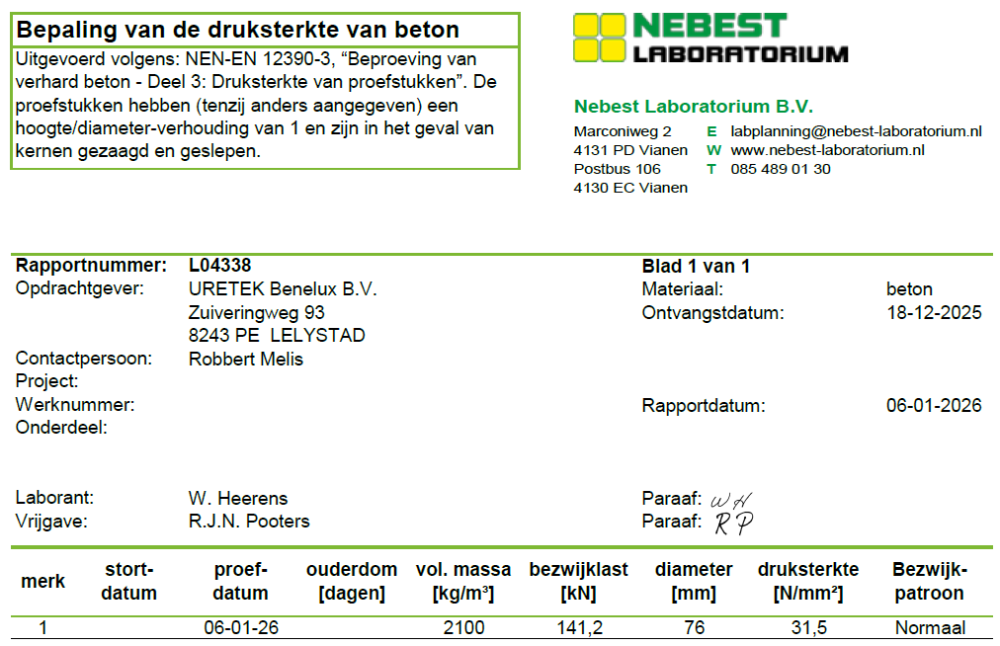 Bepaling van de druksterkte van beton
Uitgevoerd volgens: NEN-EN 12390-3, “Beproeving van
verhard beton - Deel 3: Druksterkte van proefstukken”. De
proefstukken hebben (tenzij anders aangegeven) een
hoogte/diameter-verhouding van 1 en zijn in het geval van
kernen gezaagd en geslepen.
NEBEST
LABORATORIUM
Nebest Laboratorium B.V.
Marconiweg 2 E labplanning@nebest-laboratorium.nl
4131 PD Vianen W www.nebest-laboratorium.nl
Postbus 106 T 085 489 01 30
4130 EC Vianen
Rapportnummer: L04338 Blad 1 van 1
Opdrachtgever: URETEK Benelux B.V. Materiaal: beton
Zuiveringweg 93 Ontvangstdatum: 18-12-2025
8243 PE LELYSTAD
Contactpersoon: Robbert Melis
Project:
Werknummer: Rapportdatum: 06-01-2026
Onderdeel:
Laborant: W. Heerens Paraaf: WH
Vrijgave: R.J.N. Pooters Paraaf: RP
merk stort- proef- ouderdom vol. massa bezwijklast diameter druksterkte Bezwijk-
datum datum [dagen] [kg/m³] [kN] [mm] [N/mm²] patroon
1 06-01-26 2100 141,2 76 31,5 Normaal